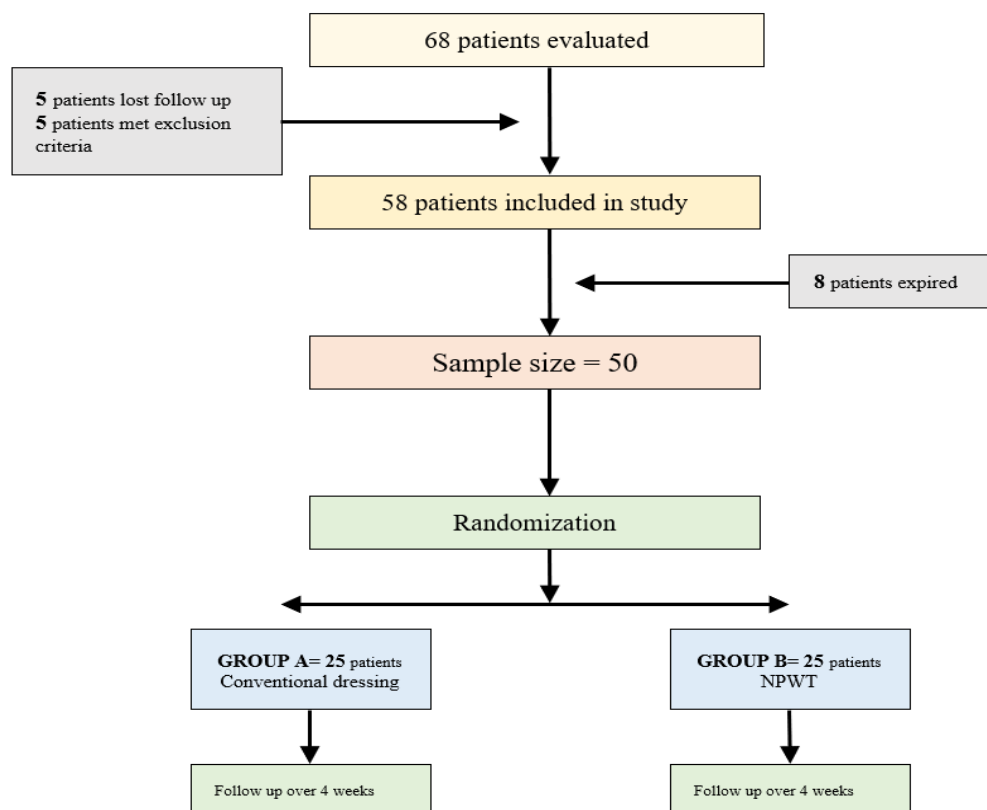 68 patients evaluated
5 patients lost follow up
5 patients met exclusion
criteria
58 patients included in study
8 patients expired
Sample size = 50
Randomization
GROUP A= 25 patients
Conventional dressing
GROUP B= 25 patients
NPWT
Follow up over 4 weeks
Follow up over 4 weeks